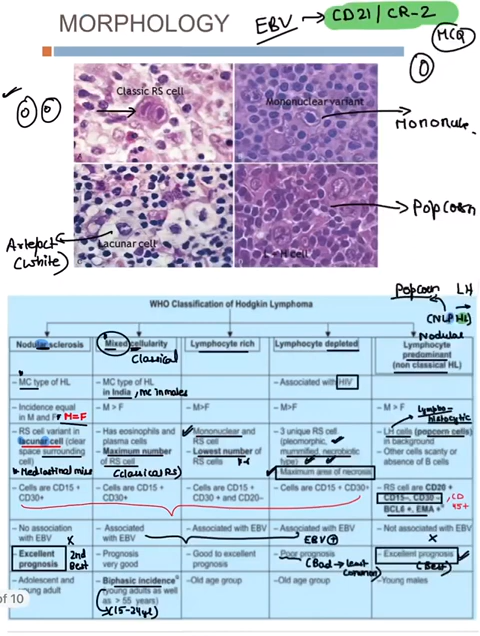 MORPHOLOGY
EBV → CD21/CR-2
MCQ
Classic RS cell
Mononuclear variant
Mononuc.
Lacunar cell
L + H cell
Popcorn
Artefact
(white)
WHO Classification of Hodgkin Lymphoma
Popcorn LH
(NLPHL)
Nodular
Nodular sclerosis
Mixed cellularity
Classical
Lymphocyte rich
Lymphocyte depleted
Lymphocyte
predominant
(non classical HL)
– MC type of HL
– MC type of HL
in India, mc in males
– Associated with HIV
– Incidence equal
in M and F, M=F
– M > F
– M>F
– M>F
– M > F
Lympho-
histiocytic
– RS cell variant in
lacunar cell (clear
space surrounding
cell)
Mediastinal mass
– Has eosinophils and
plasma cells
– Maximum number
of RS cell
(classical RS)
– Mononuclear and
RS cell
– Lowest number of
RS cells
– 3 unique RS cell
(pleomorphic,
mummified, necrobiotic
type)
– Maximum area of necrosis
– LH cells (popcorn cells)
in background
– Other cells scanty or
absence of B cells
– Cells are CD15 +
CD30+
– Cells are CD15 +
CD30+
– Cells are CD15 +
CD30 + and CD20–
– Cells are CD15 + CD30+
– RS cell are CD20 +
CD15–, CD30 –
BCL6 +, EMA +
CD
45+
– No association
with EBV X
– Associated
with EBV
– Associated with EBV
– Associated with EBV
EBV +
– Not associated with EBV
X
– Excellent
prognosis
2nd
Best
– Prognosis
very good
– Good to excellent
prognosis
– Poor prognosis
(Bad → least
common)
– Excellent prognosis
(Best)
– Adolescent and
young adult
– Biphasic incidence
(young adults as well
as > 55 years)
(15-24yr)
– Old age group
– Old age group
– Young males
of 10